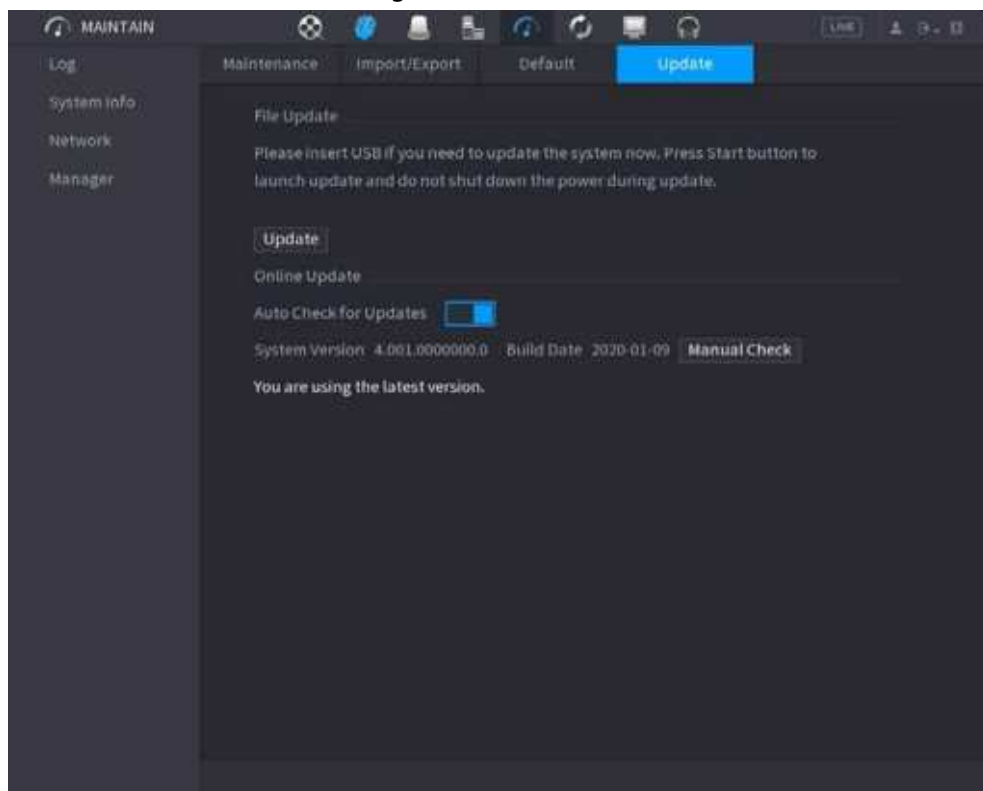 MAINTAIN
LIVE
Log
Maintenance Import/Export Default Update
System Info
File Update
Network
Please insert USB if you need to update the system now. Press Start button to
Manager
launch update and do not shut down the power during update.
Update
Online Update
Auto Check for Updates
System Version 4.001.0000000.0 Build Date 2020-01-09 Manual Check
You are using the latest version.